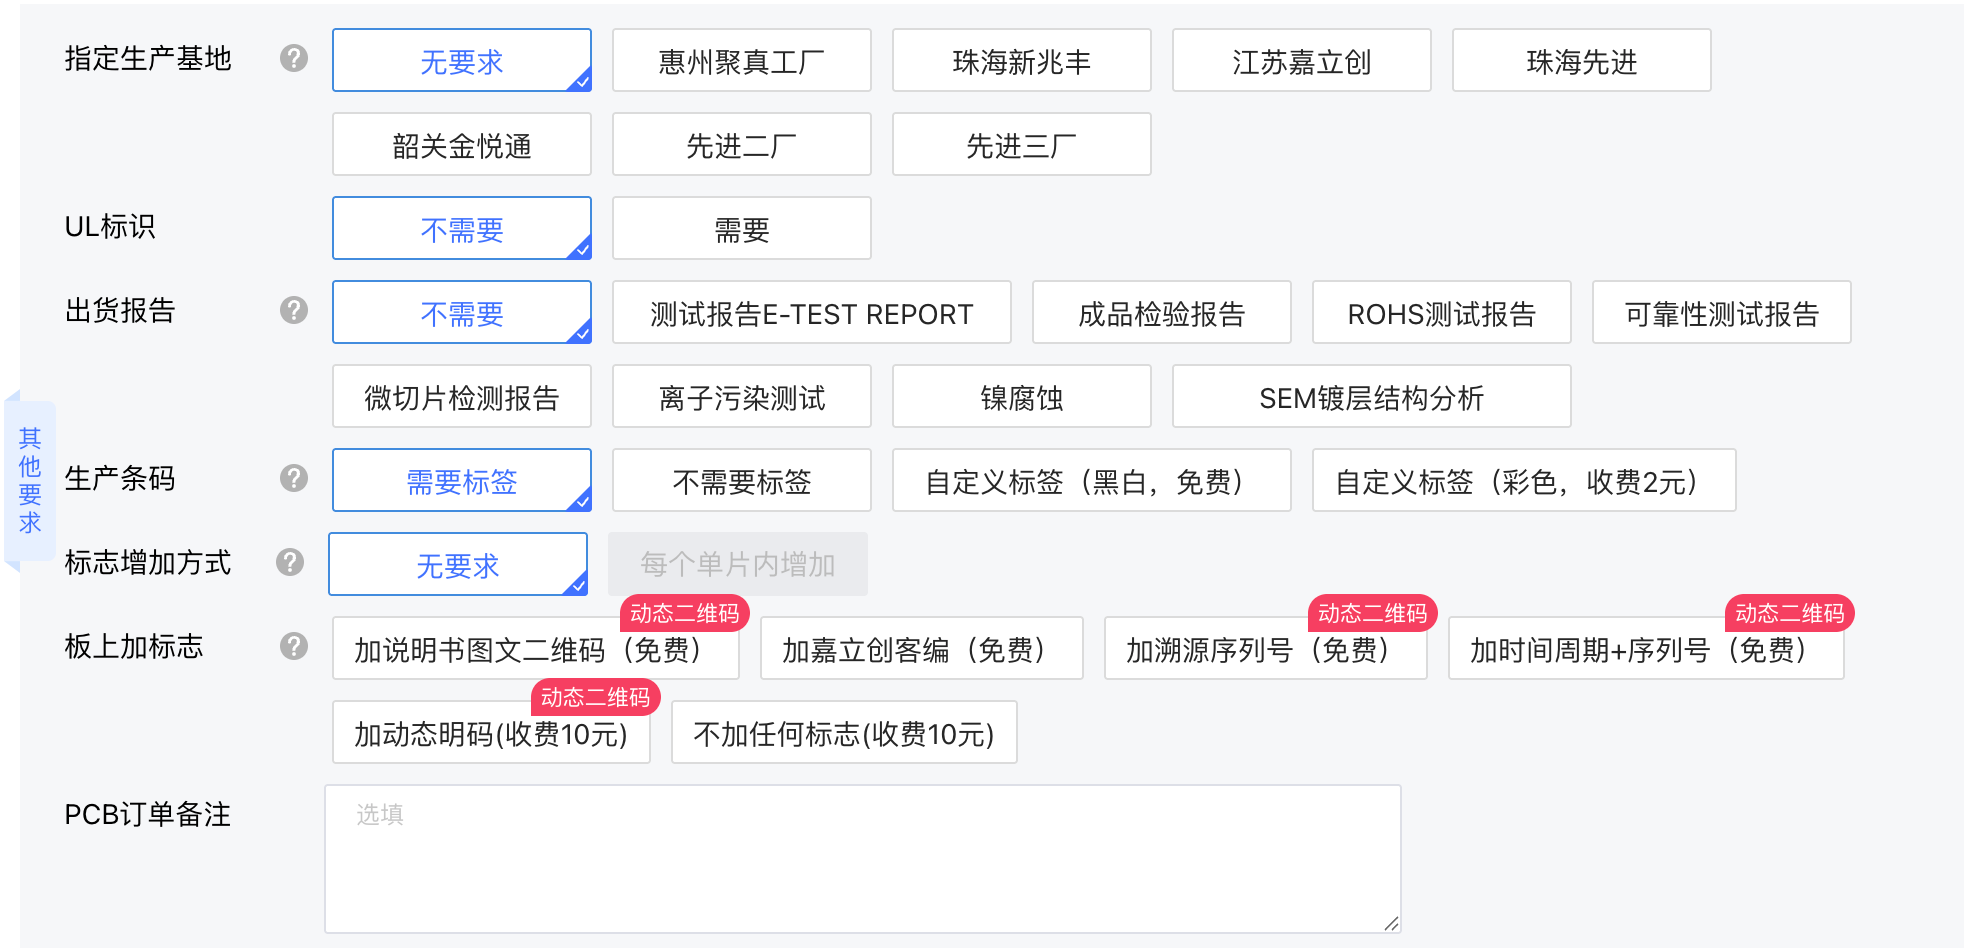 指定生产基地 无要求 惠州聚真工厂 珠海新兆丰 江苏嘉立创 珠海先进
韶关金悦通 先进二厂 先进三厂
UL标识 不需要 需要
出货报告 不需要 测试报告E-TEST REPORT 成品检验报告 ROHS测试报告 可靠性测试报告
微切片检测报告 离子污染测试 镍腐蚀 SEM镀层结构分析
其他要求
生产条码 需要标签 不需要标签 自定义标签（黑白，免费） 自定义标签（彩色，收费2元）
标志增加方式 无要求 每个单片内增加
动态二维码 动态二维码 动态二维码
板上加标志 加说明书图文二维码（免费） 加嘉立创客编（免费） 加溯源序列号（免费） 加时间周期+序列号（免费）
动态二维码
加动态明码(收费10元) 不加任何标志(收费10元)
PCB订单备注 选填